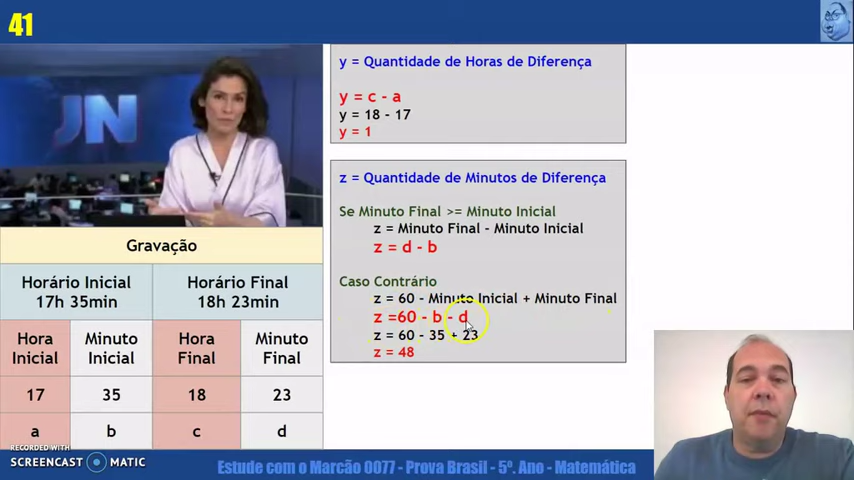 41
y = Quantidade de Horas de Diferença
y = c - a
y = 18 - 17
y = 1
JN
z = Quantidade de Minutos de Diferença
Se Minuto Final >= Minuto Inicial
z = Minuto Final - Minuto Inicial
z = d - b
Caso Contrário
z = 60 - Minuto Inicial + Minuto Final
z =60 - b - d
z = 60 - 35 + 23
z = 48
Gravação
Horário Inicial
17h 35min
Horário Final
18h 23min
Hora Inicial
Minuto Inicial
Hora Final
Minuto Final
17
35
18
23
a
b
c
d
RECORDED WITH
SCREENCAST MATIC
Estude com o Marcão 0077 - Prova Brasil - 5º. Ano - Matemática